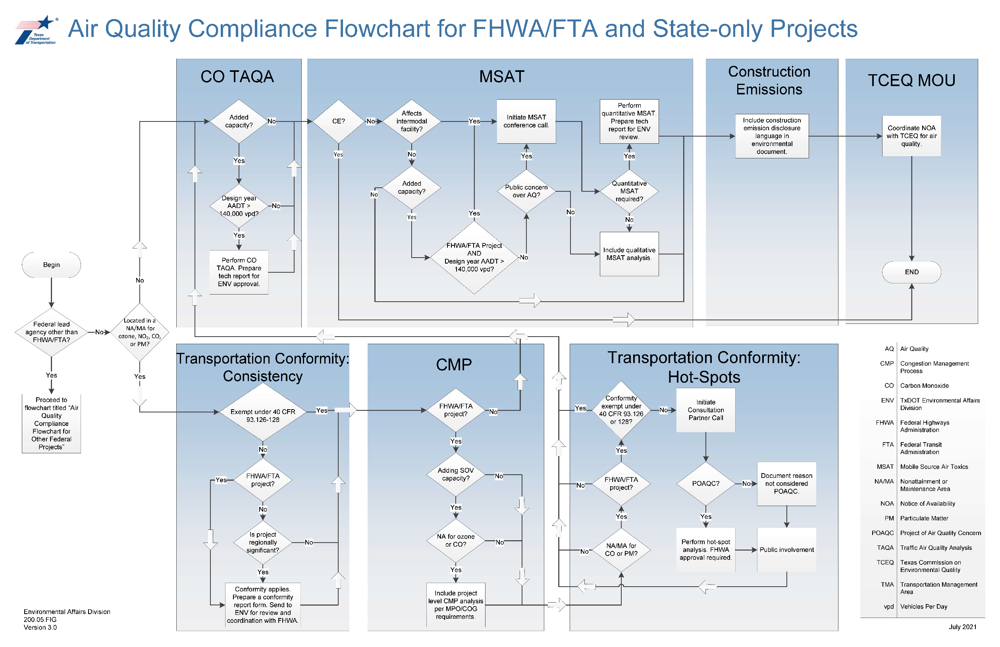 Texas
Department
of Transportation
®
Air Quality Compliance Flowchart for FHWA/FTA and State-only Projects
CO TAQA
Added
capacity?
No
Yes
Design year
AADT >
140,000 vpd?
No
Yes
Perform CO
TAQA. Prepare
tech report for
ENV approval.
MSAT
CE?
No
Yes
Affects
intermodal
facility?
Yes
No
Added
capacity?
No
Yes
FHWA/FTA Project
AND
Design year AADT >
140,000 vpd?
Yes
No
Initiate MSAT
conference call.
Yes
Public concern
over AQ?
No
Perform
quantitative MSAT.
Prepare tech
report for ENV
review.
Yes
Quantitative
MSAT
required?
No
Include qualitative
MSAT analysis.
Construction
Emissions
Include construction
emission disclosure
language in
environmental
document.
TCEQ MOU
Coordinate NOA
with TCEQ for air
quality.
END
Begin
Federal lead
agency other than
FHWA/FTA?
No
Yes
Proceed to
flowchart titled “Air
Quality
Compliance
Flowchart for
Other Federal
Projects”
No
Located in a
NA/MA for
ozone, NO₂, CO,
or PM?
Yes
Transportation Conformity:
Consistency
Exempt under 40 CFR
93.126-128
Yes
No
FHWA/FTA
project?
Yes
No
Is project
regionally
significant?
No
Yes
Conformity applies.
Prepare a conformity
report form. Send to
ENV for review and
coordination with FHWA.
CMP
FHWA/FTA
project?
No
Yes
Adding SOV
capacity?
No
Yes
NA for ozone
or CO?
No
Yes
Include project
level CMP analysis
per MPO/COG
requirements.
Transportation Conformity:
Hot-Spots
Conformity
exempt under
40 CFR 93.126
or 128?
Yes
No
Initiate
Consultation
Partner Call
Yes
FHWA/FTA
project?
No
Yes
NA/MA for
CO or PM?
No
POAQC?
No
Yes
Document reason
not considered
POAQC.
Perform hot-spot
analysis. FHWA
approval required.
Public involvement
AQ Air Quality
CMP Congestion Management
Process
CO Carbon Monoxide
ENV TxDOT Environmental Affairs
Division
FHWA Federal Highways
Administration
FTA Federal Transit
Administration
MSAT Mobile Source Air Toxics
NA/MA Nonattainment or
Maintenance Area
NOA Notice of Availability
PM Particulate Matter
POAQC Project of Air Quality Concern
TAQA Traffic Air Quality Analysis
TCEQ Texas Commission on
Environmental Quality
TMA Transportation Management
Area
vpd Vehicles Per Day
Environmental Affairs Division
200.05.FIG
Version 3.0
July 2021